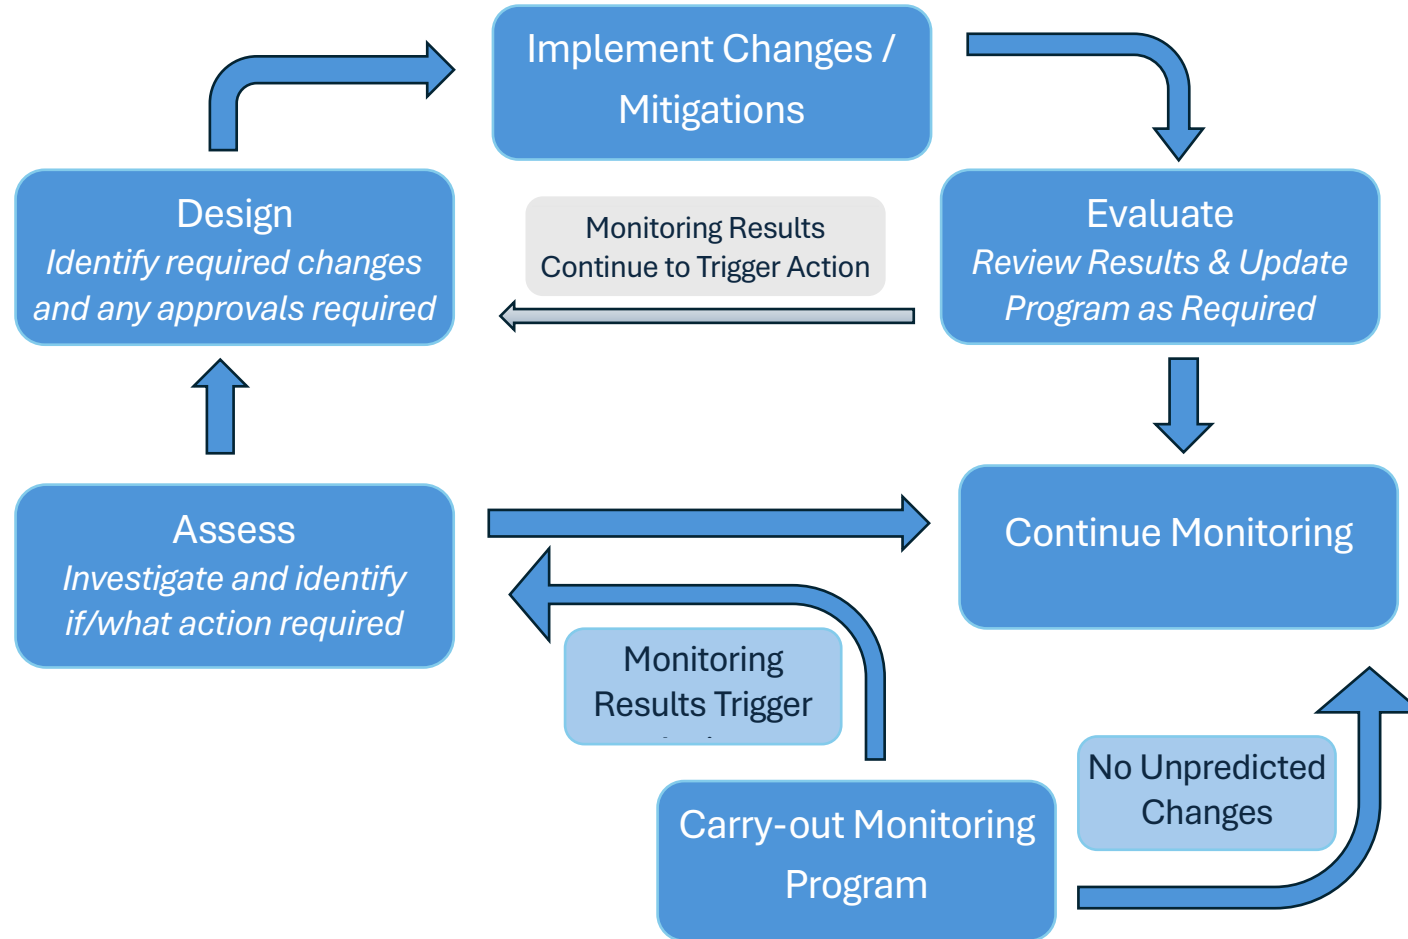 Implement Changes /
Mitigations
Design
Identify required changes
and any approvals required
Monitoring Results
Continue to Trigger Action
Evaluate
Review Results & Update
Program as Required
Assess
Investigate and identify
if/what action required
Continue Monitoring
Monitoring
Results Trigger
No Unpredicted
Changes
Carry-out Monitoring
Program